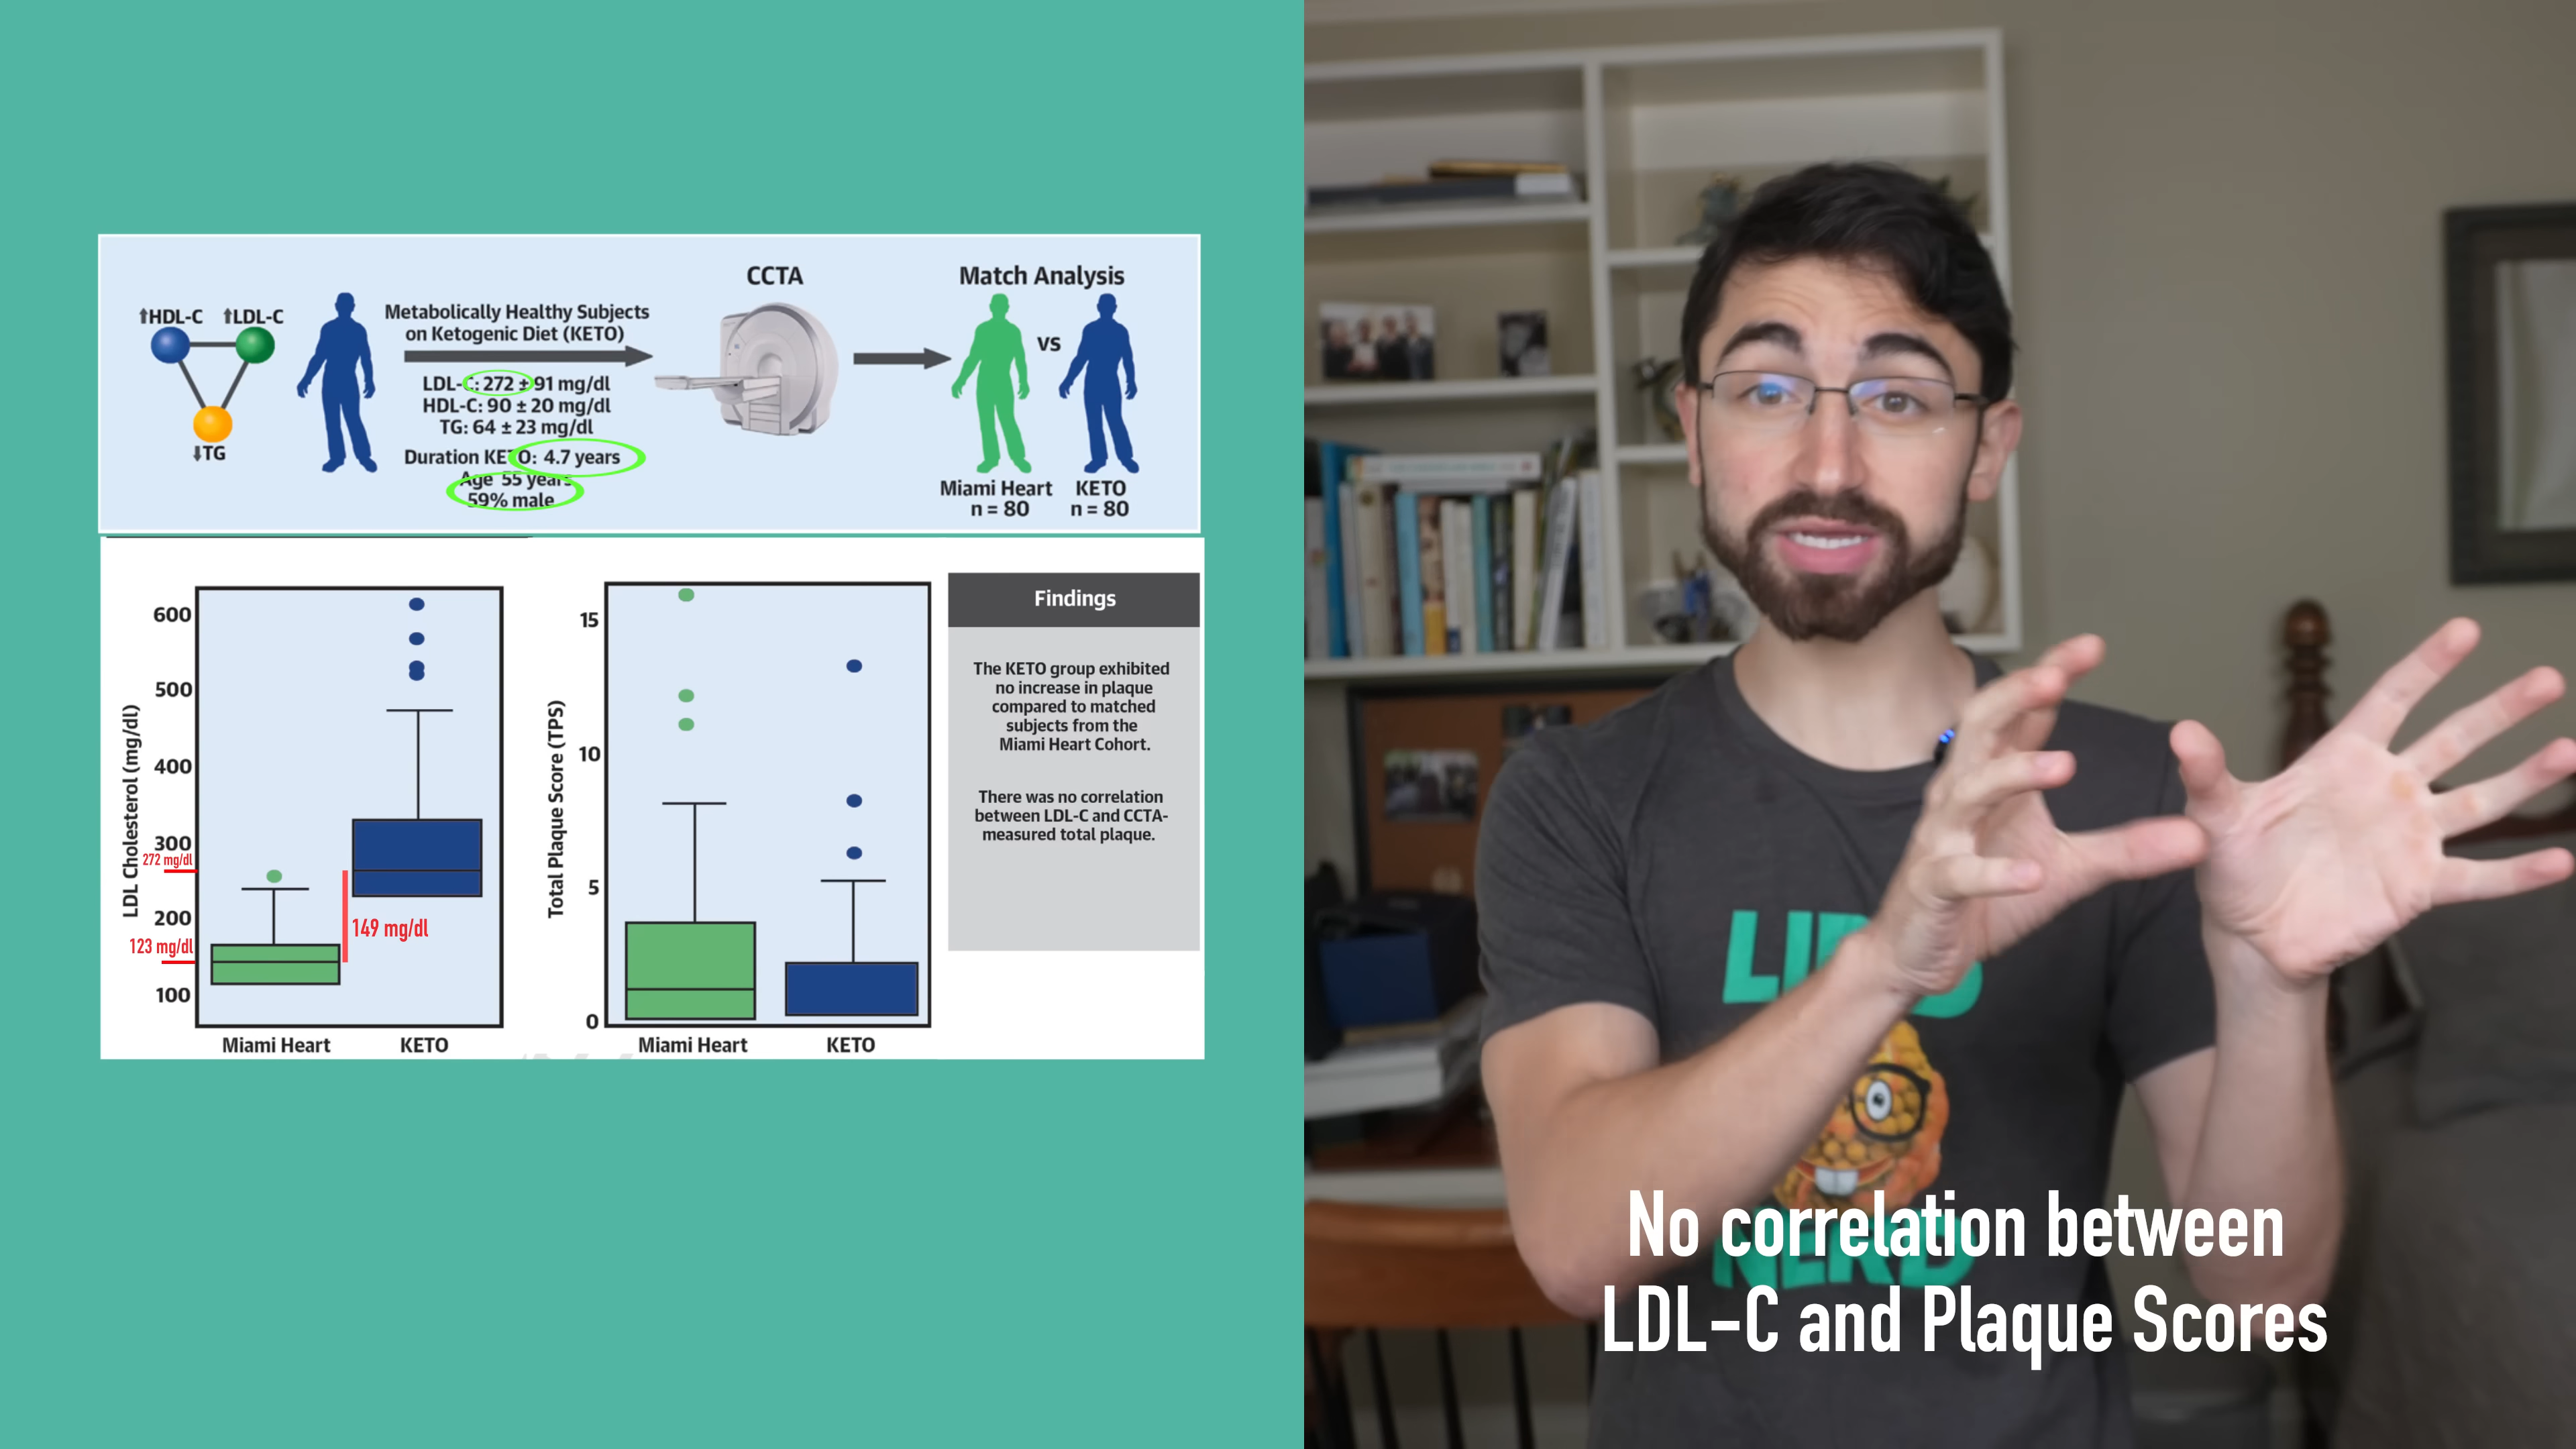 CCTA
Match Analysis
⬆HDL-C ⬆LDL-C
⬇TG
Metabolically Healthy Subjects
on Ketogenic Diet (KETO)
LDL-C: 272 ± 91 mg/dl
HDL-C: 90 ± 20 mg/dl
TG: 64 ± 23 mg/dl
Duration KETO: 4.7 years
Age 55 years
59% male
vs
Miami Heart
n = 80
KETO
n = 80
LDL Cholesterol (mg/dl)
600
500
400
300
272 mg/dl
200
123 mg/dl
100
149 mg/dl
Miami Heart
KETO
Total Plaque Score (TPS)
15
10
5
0
Miami Heart
KETO
Findings
The KETO group exhibited
no increase in plaque
compared to matched
subjects from the
Miami Heart Cohort.
There was no correlation
between LDL-C and CCTA-
measured total plaque.
NERD
No correlation between
LDL-C and Plaque Scores